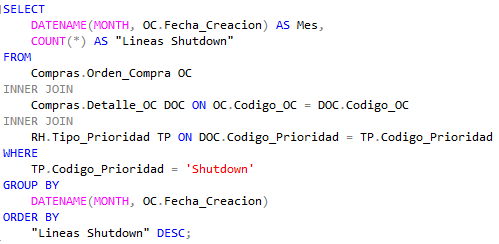 SELECT
DATENAME(MONTH, OC.Fecha_Creacion) AS Mes,
COUNT(*) AS "Lineas Shutdown"
FROM
Compras.Orden_Compra OC
INNER JOIN
Compras.Detalle_OC DOC ON OC.Codigo_OC = DOC.Codigo_OC
INNER JOIN
RH.Tipo_Prioridad TP ON DOC.Codigo_Prioridad = TP.Codigo_Prioridad
WHERE
TP.Codigo_Prioridad = 'Shutdown'
GROUP BY
DATENAME(MONTH, OC.Fecha_Creacion)
ORDER BY
"Lineas Shutdown" DESC;